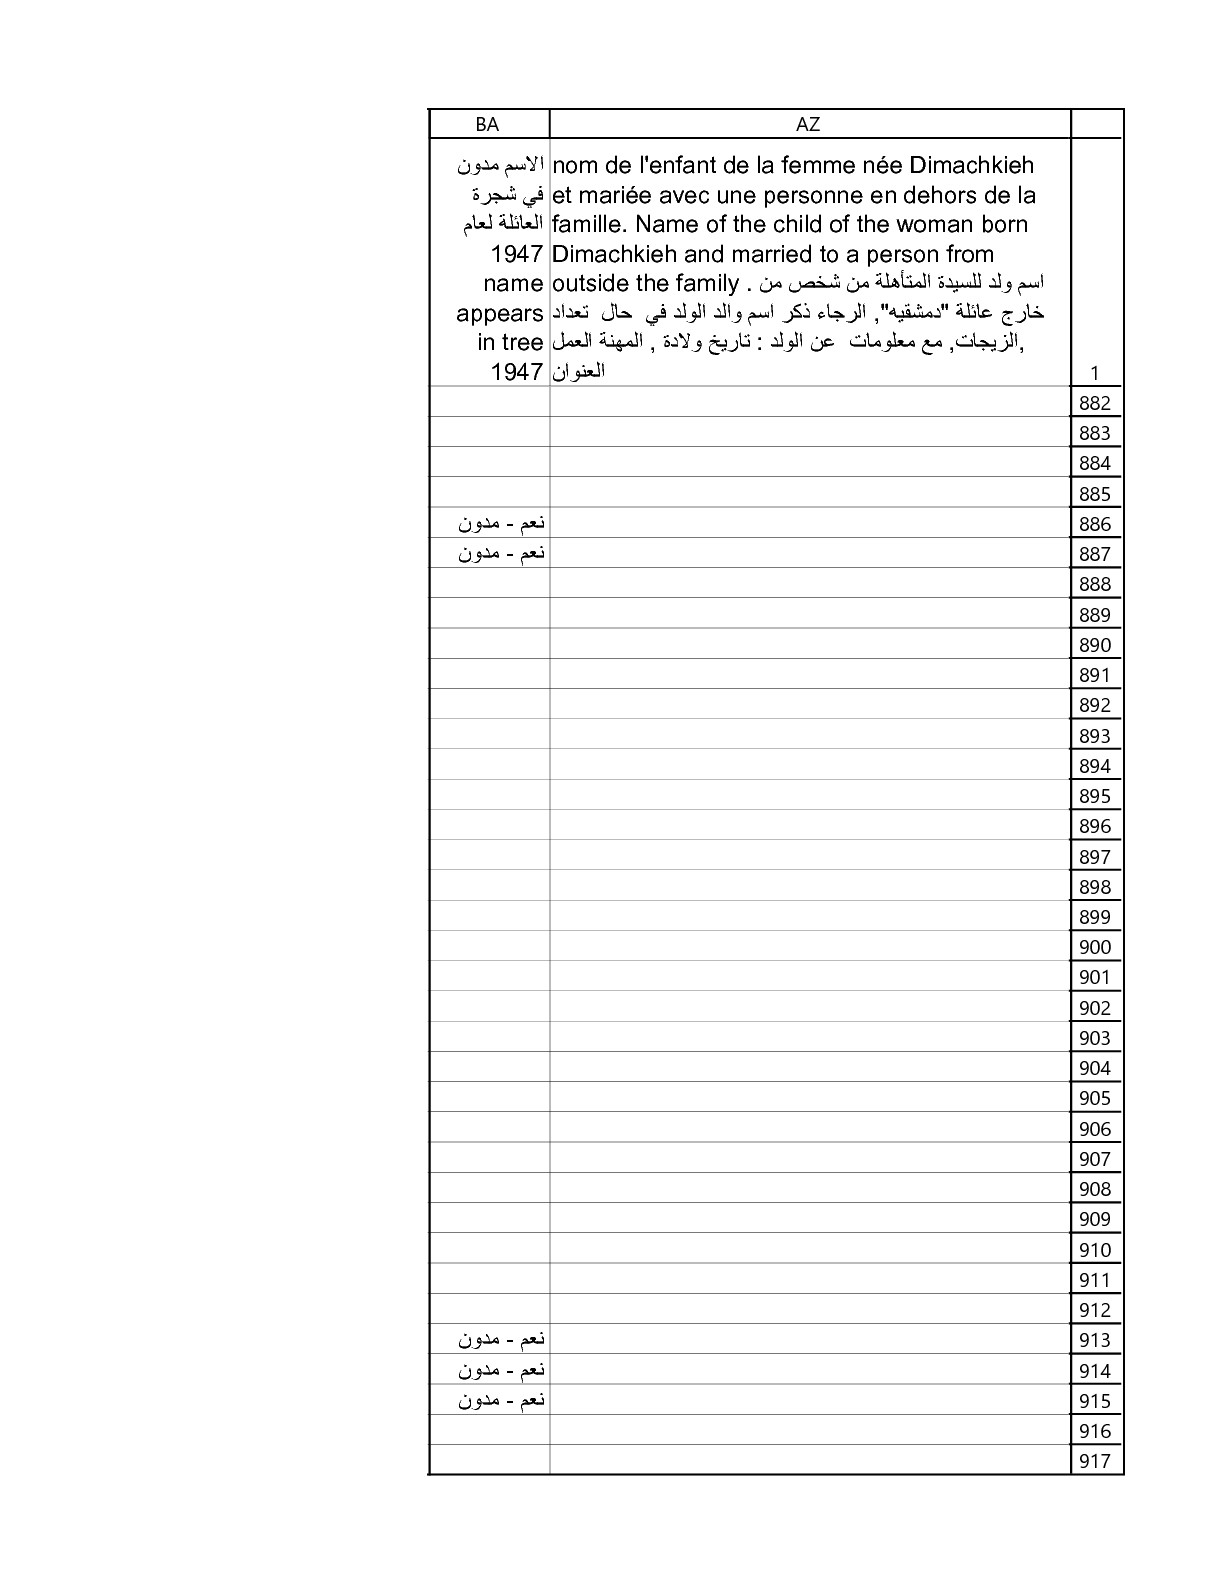 BA AZ
الاسم مدون
في شجرة
العائلة لعام
1947
name
appears
in tree
1947
nom de l'enfant de la femme née Dimachkieh
et mariée avec une personne en dehors de la
famille. Name of the child of the woman born
Dimachkieh and married to a person from
outside the family . اسم ولد للسيدة المتأهلة من شخص من
خارج عائلة "دمشقيه", الرجاء ذكر اسم والد الولد في حال تعداد
الزيجات, مع معلومات عن الولد : تاريخ ولادة , المهنة العمل,
العنوان
1
882
883
884
885
نعم - مدون 886
نعم - مدون 887
888
889
890
891
892
893
894
895
896
897
898
899
900
901
902
903
904
905
906
907
908
909
910
911
912
نعم - مدون 913
نعم - مدون 914
نعم - مدون 915
916
917